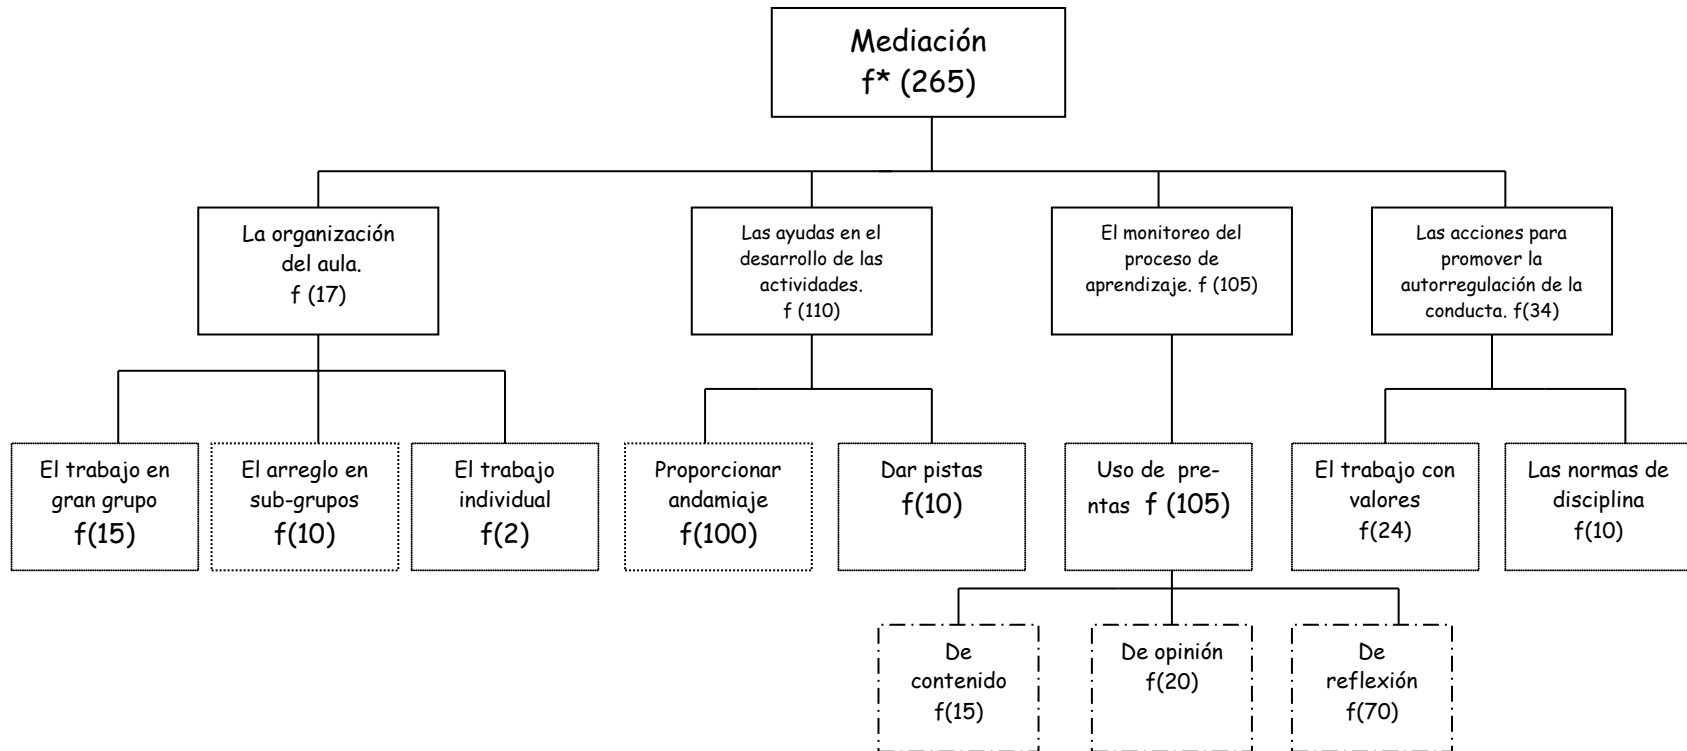 Mediación
f* (265)
La organización
del aula.
f (17)
Las ayudas en el
desarrollo de las
actividades.
f (110)
El monitoreo del
proceso de
aprendizaje. f (105)
Las acciones para
promover la
autorregulación de la
conducta. f(34)
El trabajo en
gran grupo
f(15)
El arreglo en
sub-grupos
f(10)
El trabajo
individual
f(2)
Proporcionar
andamiaje
f(100)
Dar pistas
f(10)
Uso de pre-
ntas f (105)
El trabajo con
valores
f(24)
Las normas de
disciplina
f(10)
De
contenido
f(15)
De opinión
f(20)
De
reflexión
f(70)